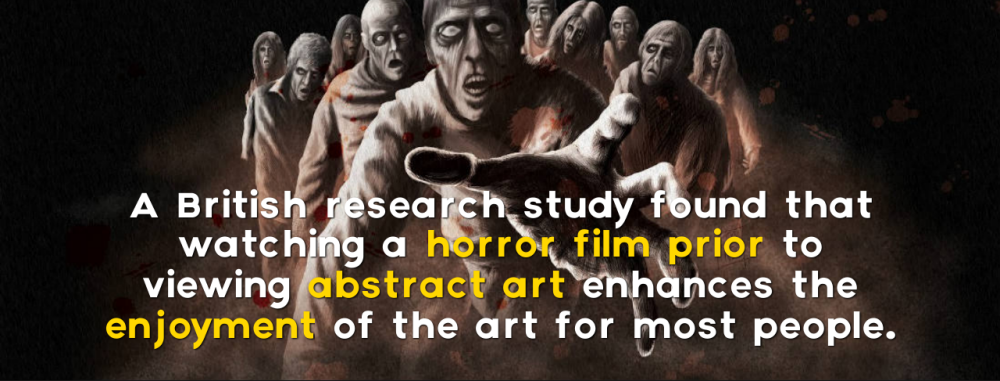 A British research study found that
watching a horror film prior to
viewing abstract art enhances the
enjoyment of the art for most people.